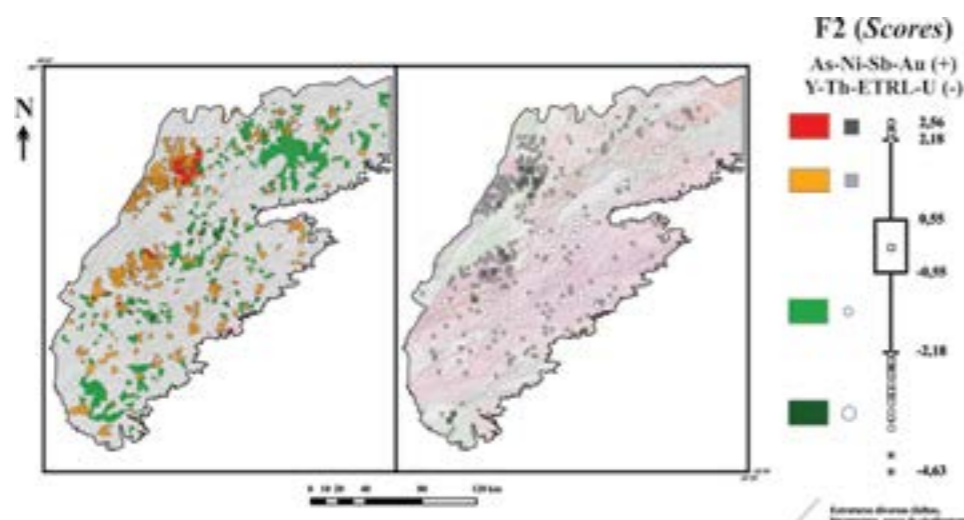 F2 (Scores)
As-Ni-Sb-Au (+)
Y-Th-ETRL-U (-)
N
2,56
2,18
0,55
-0,55
-2,18
-4,63
0 10 20 40 80 120 km